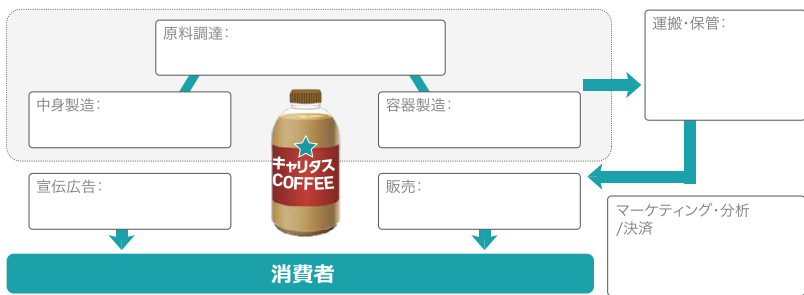 原料調達：
運搬・保管：
中身製造：
容器製造：
キャリタス
COFFEE
宣伝広告：
販売：
マーケティング・分析
/決済
消費者